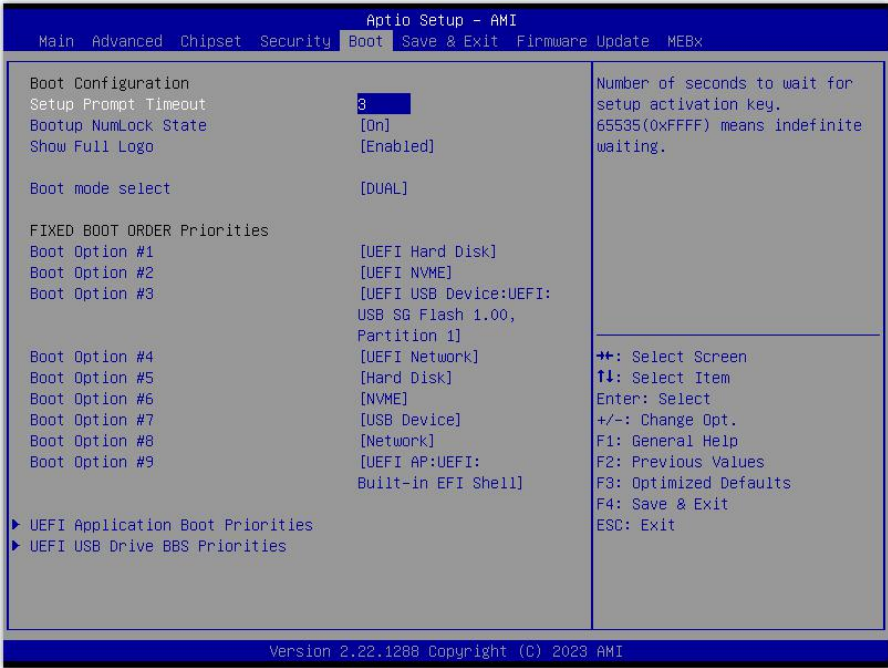 Aptio Setup – AMI
Main Advanced Chipset Security Boot Save & Exit Firmware Update MEBx
Boot Configuration
Setup Prompt Timeout 3
Bootup NumLock State [On]
Show Full Logo [Enabled]
Boot mode select [DUAL]
FIXED BOOT ORDER Priorities
Boot Option #1 [UEFI Hard Disk]
Boot Option #2 [UEFI NVME]
Boot Option #3 [UEFI USB Device:UEFI:
USB SG Flash 1.00,
Partition 1]
Boot Option #4 [UEFI Network]
Boot Option #5 [Hard Disk]
Boot Option #6 [NVME]
Boot Option #7 [USB Device]
Boot Option #8 [Network]
Boot Option #9 [UEFI AP:UEFI:
Built-in EFI Shell]
UEFI Application Boot Priorities
UEFI USB Drive BBS Priorities
Number of seconds to wait for
setup activation key.
65535(0xFFFF) means indefinite
waiting.
→←: Select Screen
↑↓: Select Item
Enter: Select
+/-: Change Opt.
F1: General Help
F2: Previous Values
F3: Optimized Defaults
F4: Save & Exit
ESC: Exit
Version 2.22.1288 Copyright (C) 2023 AMI